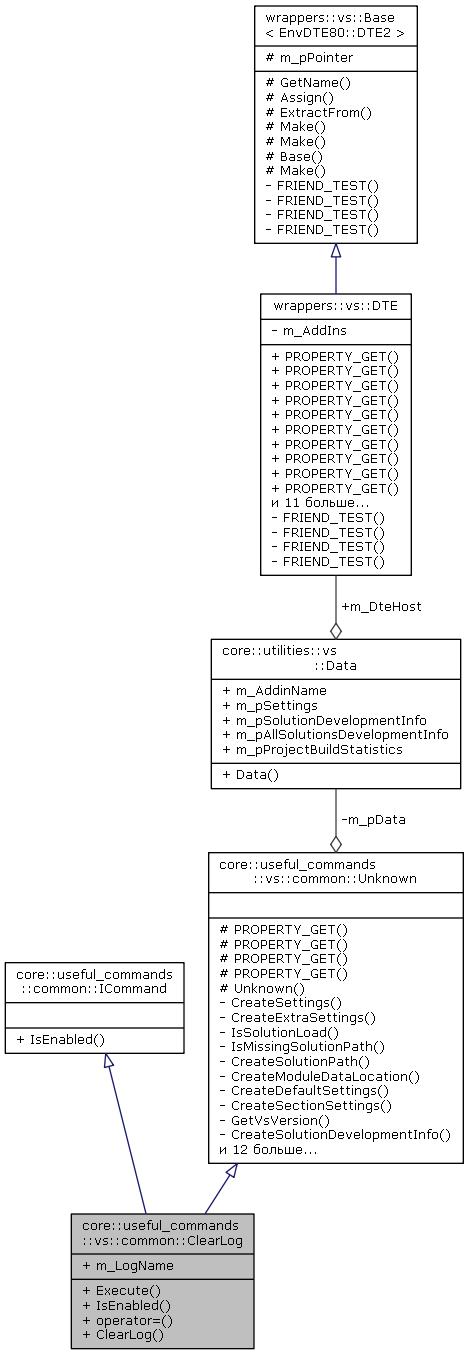 wrappers::vs::Base
< EnvDTE80::DTE2 >
# m_pPointer
# GetName()
# Assign()
# ExtractFrom()
# Make()
# Make()
# Base()
# Make()
- FRIEND_TEST()
- FRIEND_TEST()
- FRIEND_TEST()
- FRIEND_TEST()
wrappers::vs::DTE
- m_AddIns
+ PROPERTY_GET()
+ PROPERTY_GET()
+ PROPERTY_GET()
+ PROPERTY_GET()
+ PROPERTY_GET()
+ PROPERTY_GET()
+ PROPERTY_GET()
+ PROPERTY_GET()
+ PROPERTY_GET()
+ PROPERTY_GET()
и 11 больше...
- FRIEND_TEST()
- FRIEND_TEST()
- FRIEND_TEST()
- FRIEND_TEST()
+m_DteHost
core::utilities::vs
::Data
+ m_AddinName
+ m_pSettings
+ m_pSolutionDevelopmentInfo
+ m_pAllSolutionsDevelopmentInfo
+ m_pProjectBuildStatistics
+ Data()
-m_pData
core::useful_commands
::vs::common::Unknown
# PROPERTY_GET()
# PROPERTY_GET()
# PROPERTY_GET()
# PROPERTY_GET()
# Unknown()
- CreateSettings()
- CreateExtraSettings()
- IsSolutionLoad()
- IsMissingSolutionPath()
- CreateSolutionPath()
- CreateModuleDataLocation()
- CreateDefaultSettings()
- CreateSectionSettings()
- GetVsVersion()
- CreateSolutionDevelopmentInfo()
и 12 больше...
core::useful_commands
::common::ICommand
+ IsEnabled()
core::useful_commands
::vs::common::ClearLog
+ m_LogName
+ Execute()
+ IsEnabled()
+ operator=()
+ ClearLog()